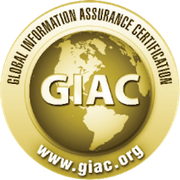 GLOBAL INFORMATION ASSURANCE CERTIFICATION
GIAC
www.giac.org